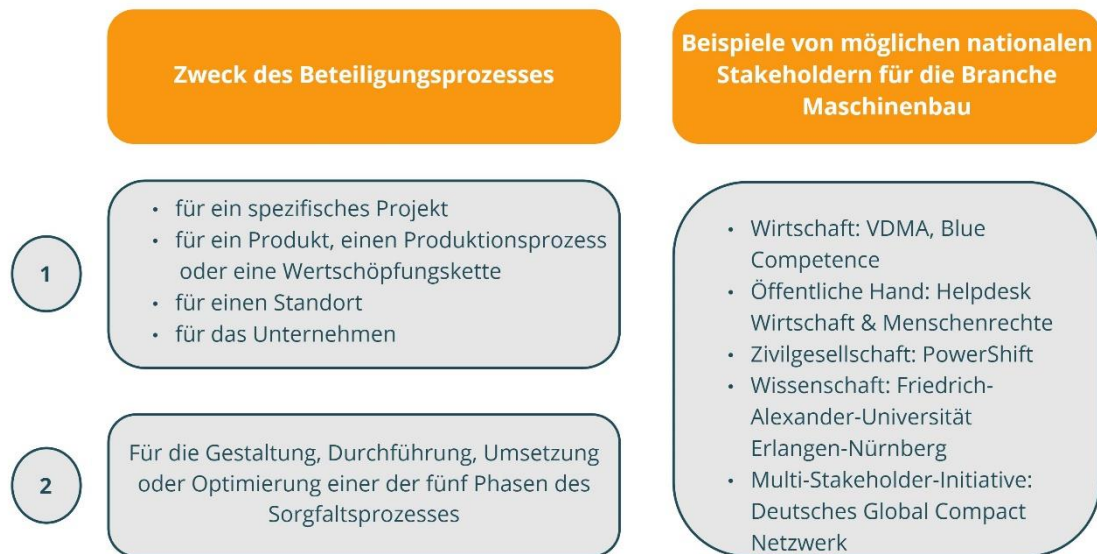 Zweck des Beteiligungsprozesses
Beispiele von möglichen nationalen
Stakeholdern für die Branche
Maschinenbau
1
• für ein spezifisches Projekt
• für ein Produkt, einen Produktionsprozess
oder eine Wertschöpfungskette
• für einen Standort
• für das Unternehmen
2
Für die Gestaltung, Durchführung, Umsetzung
oder Optimierung einer der fünf Phasen des
Sorgfaltsprozesses
• Wirtschaft: VDMA, Blue
Competence
• Öffentliche Hand: Helpdesk
Wirtschaft & Menschenrechte
• Zivilgesellschaft: PowerShift
• Wissenschaft: Friedrich-
Alexander-Universität
Erlangen-Nürnberg
• Multi-Stakeholder-Initiative:
Deutsches Global Compact
Netzwerk